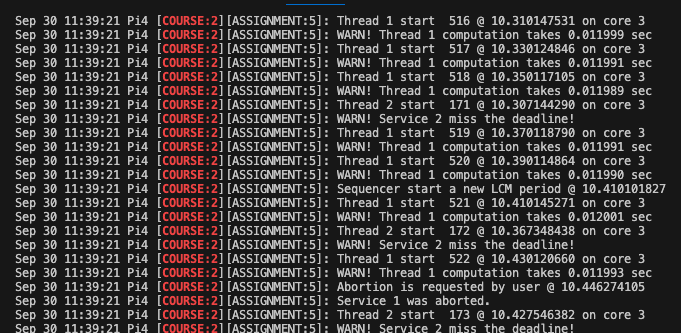 Sep 30 11:39:21 Pi4 [COURSE:2][ASSIGNMENT:5]: Thread 1 start  516 @ 10.310147531 on core 3
Sep 30 11:39:21 Pi4 [COURSE:2][ASSIGNMENT:5]: WARN! Thread 1 computation takes 0.011999 sec
Sep 30 11:39:21 Pi4 [COURSE:2][ASSIGNMENT:5]: Thread 1 start  517 @ 10.330124846 on core 3
Sep 30 11:39:21 Pi4 [COURSE:2][ASSIGNMENT:5]: WARN! Thread 1 computation takes 0.011991 sec
Sep 30 11:39:21 Pi4 [COURSE:2][ASSIGNMENT:5]: Thread 1 start  518 @ 10.350117105 on core 3
Sep 30 11:39:21 Pi4 [COURSE:2][ASSIGNMENT:5]: WARN! Thread 1 computation takes 0.011989 sec
Sep 30 11:39:21 Pi4 [COURSE:2][ASSIGNMENT:5]: Thread 2 start  171 @ 10.307144290 on core 3
Sep 30 11:39:21 Pi4 [COURSE:2][ASSIGNMENT:5]: WARN! Service 2 miss the deadline!
Sep 30 11:39:21 Pi4 [COURSE:2][ASSIGNMENT:5]: Thread 1 start  519 @ 10.370118790 on core 3
Sep 30 11:39:21 Pi4 [COURSE:2][ASSIGNMENT:5]: WARN! Thread 1 computation takes 0.011991 sec
Sep 30 11:39:21 Pi4 [COURSE:2][ASSIGNMENT:5]: Thread 1 start  520 @ 10.390114864 on core 3
Sep 30 11:39:21 Pi4 [COURSE:2][ASSIGNMENT:5]: WARN! Thread 1 computation takes 0.011990 sec
Sep 30 11:39:21 Pi4 [COURSE:2][ASSIGNMENT:5]: Sequencer start a new LCM period @ 10.410101827
Sep 30 11:39:21 Pi4 [COURSE:2][ASSIGNMENT:5]: Thread 1 start  521 @ 10.410145271 on core 3
Sep 30 11:39:21 Pi4 [COURSE:2][ASSIGNMENT:5]: WARN! Thread 1 computation takes 0.012001 sec
Sep 30 11:39:21 Pi4 [COURSE:2][ASSIGNMENT:5]: Thread 2 start  172 @ 10.367348438 on core 3
Sep 30 11:39:21 Pi4 [COURSE:2][ASSIGNMENT:5]: WARN! Service 2 miss the deadline!
Sep 30 11:39:21 Pi4 [COURSE:2][ASSIGNMENT:5]: Thread 1 start  522 @ 10.430120660 on core 3
Sep 30 11:39:21 Pi4 [COURSE:2][ASSIGNMENT:5]: WARN! Thread 1 computation takes 0.011993 sec
Sep 30 11:39:21 Pi4 [COURSE:2][ASSIGNMENT:5]: Abortion is requested by user @ 10.446274105
Sep 30 11:39:21 Pi4 [COURSE:2][ASSIGNMENT:5]: Service 1 was aborted.
Sep 30 11:39:21 Pi4 [COURSE:2][ASSIGNMENT:5]: Thread 2 start  173 @ 10.427546382 on core 3
Sep 30 11:39:21 Pi4 [COURSE:2][ASSIGNMENT:5]: WARN! Service 2 miss the deadline!